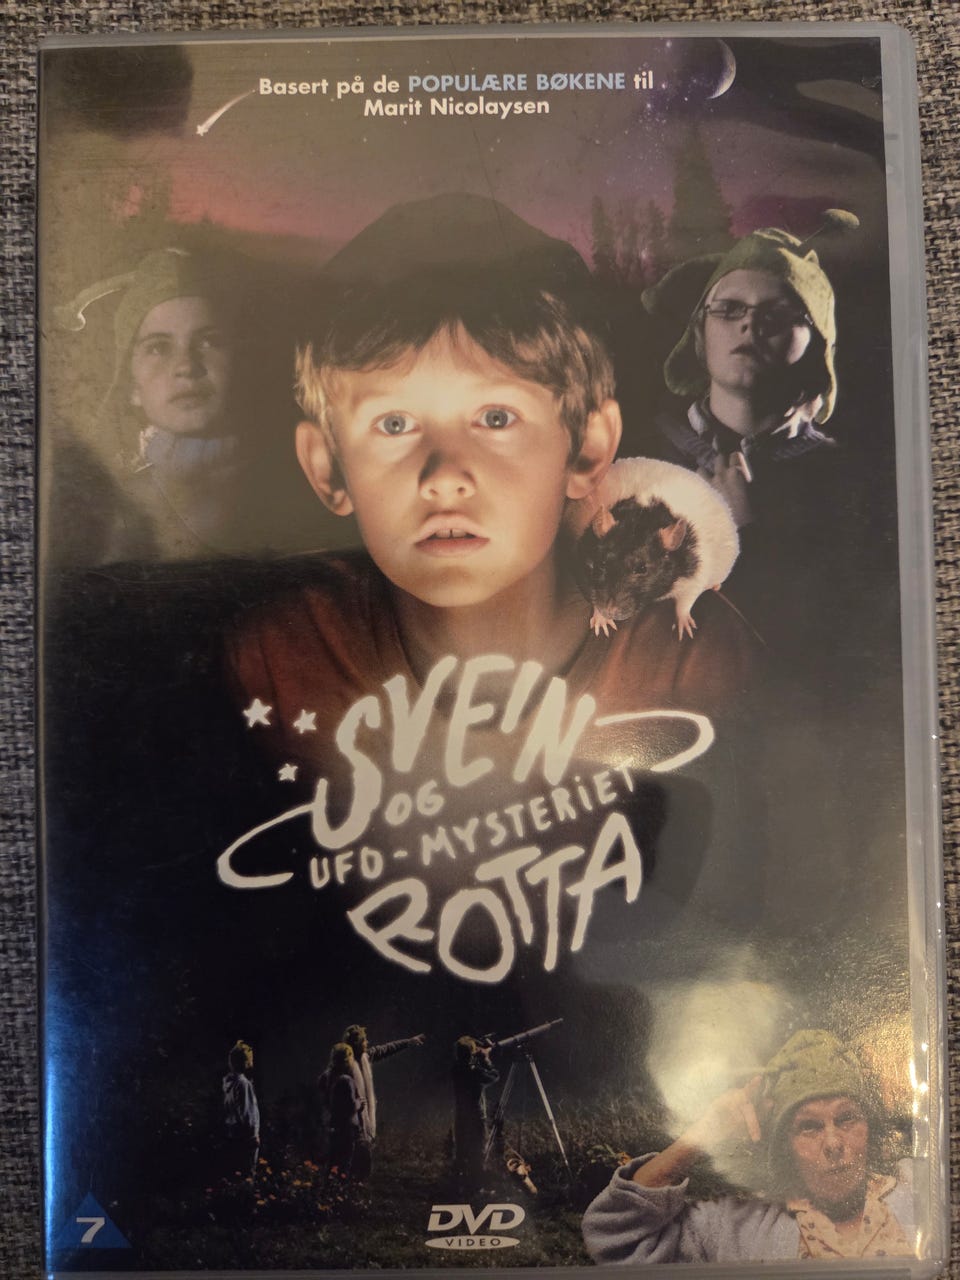 Basert på de POPULÆRE BØKENE til
Marit Nicolaysen
SVEIN
OG
UFO-MYSTERIET
ROTTA
7
DVD
VIDEO